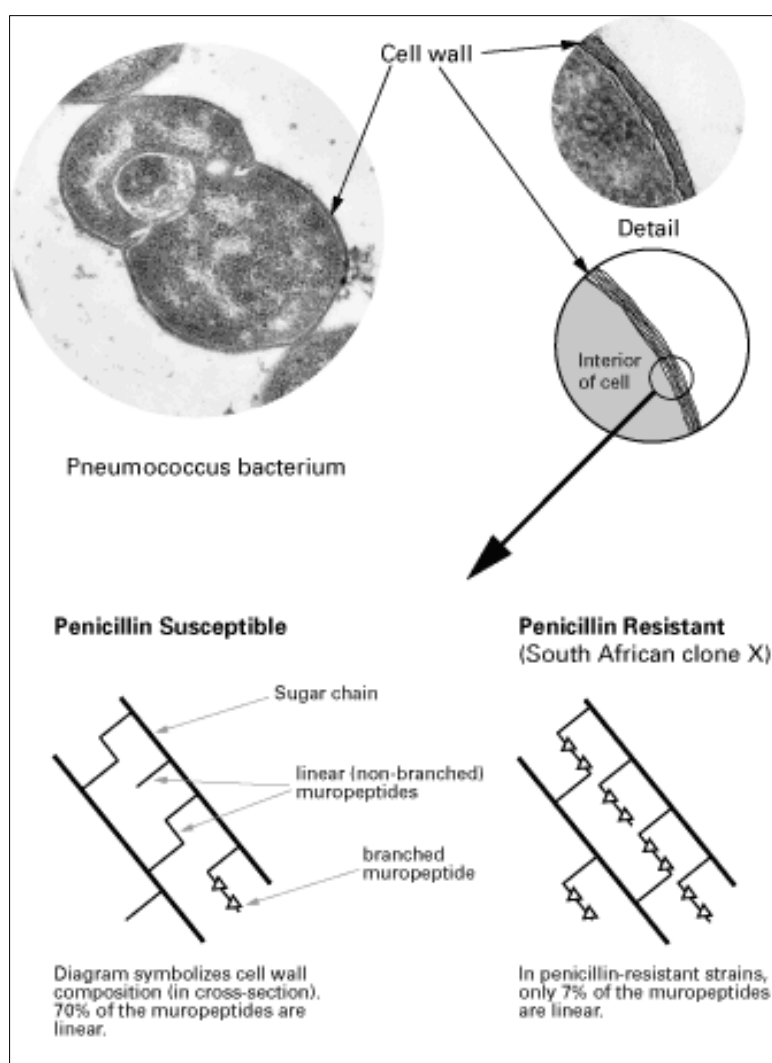 Cell wall
Detail
Interior
of cell
Pneumococcus bacterium
Penicillin Susceptible
Sugar chain
linear (non-branched)
muropeptides
branched
muropeptide
Diagram symbolizes cell wall
composition (in cross-section).
70% of the muropeptides are
linear.
Penicillin Resistant
(South African clone X)
In penicillin-resistant strains,
only 7% of the muropeptides
are linear.